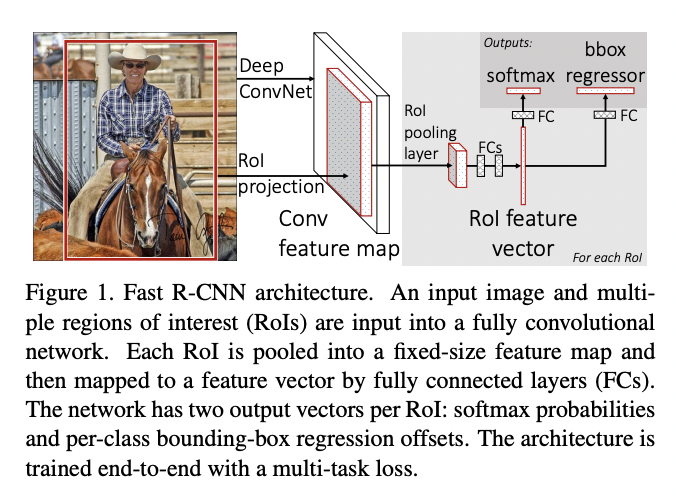 Deep
ConvNet
RoI
projection
Conv
feature map
RoI
pooling
layer
FCs
Outputs:
softmax
bbox
regressor
FC
FC
RoI feature
vector
For each RoI
Figure 1. Fast R-CNN architecture. An input image and multi-
ple regions of interest (RoIs) are input into a fully convolutional
network. Each RoI is pooled into a fixed-size feature map and
then mapped to a feature vector by fully connected layers (FCs).
The network has two output vectors per RoI: softmax probabilities
and per-class bounding-box regression offsets. The architecture is
trained end-to-end with a multi-task loss.